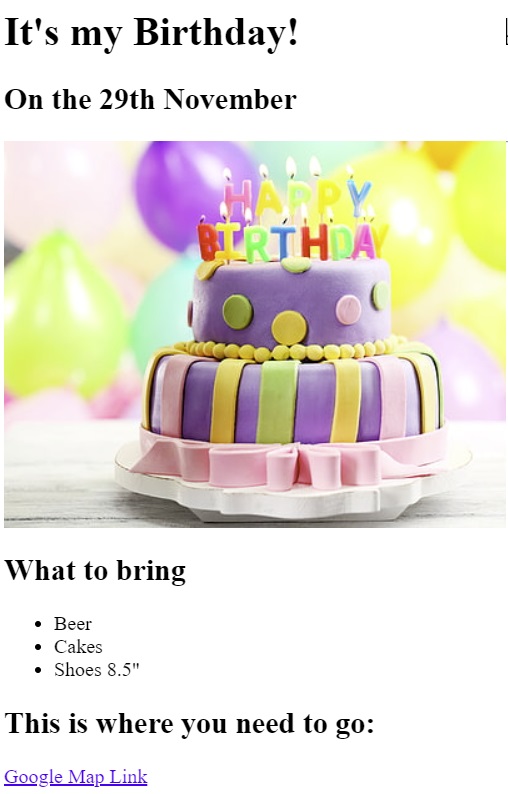 It's my Birthday!
On the 29th November
HAPPY
BIRTHDAY
What to bring
Beer
Cakes
Shoes 8.5"
This is where you need to go:
Google Map Link